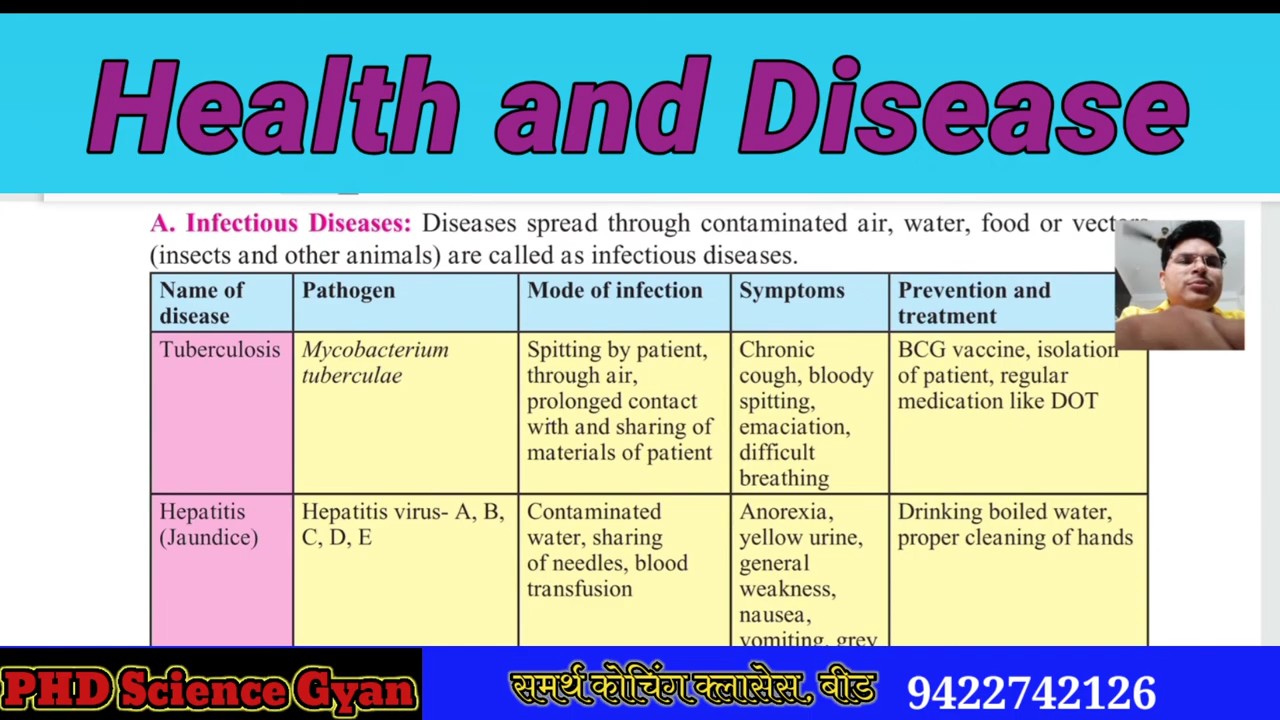 Health and Disease
A. Infectious Diseases: Diseases spread through contaminated air, water, food or vectors
(insects and other animals) are called as infectious diseases.
Name of
disease
Pathogen
Mode of infection
Symptoms
Prevention and
treatment
Tuberculosis
Mycobacterium
tuberculae
Spitting by patient,
through air,
prolonged contact
with and sharing of
materials of patient
Chronic
cough, bloody
spitting,
emaciation,
difficult
breathing
BCG vaccine, isolation
of patient, regular
medication like DOT
Hepatitis
(Jaundice)
Hepatitis virus- A, B,
C, D, E
Contaminated
water, sharing
of needles, blood
transfusion
Anorexia,
yellow urine,
general
weakness,
nausea,
vomiting, grey
Drinking boiled water,
proper cleaning of hands
PHD Science Gyan
समर्थ कोचिंग क्लासेस, बीड
9422742126